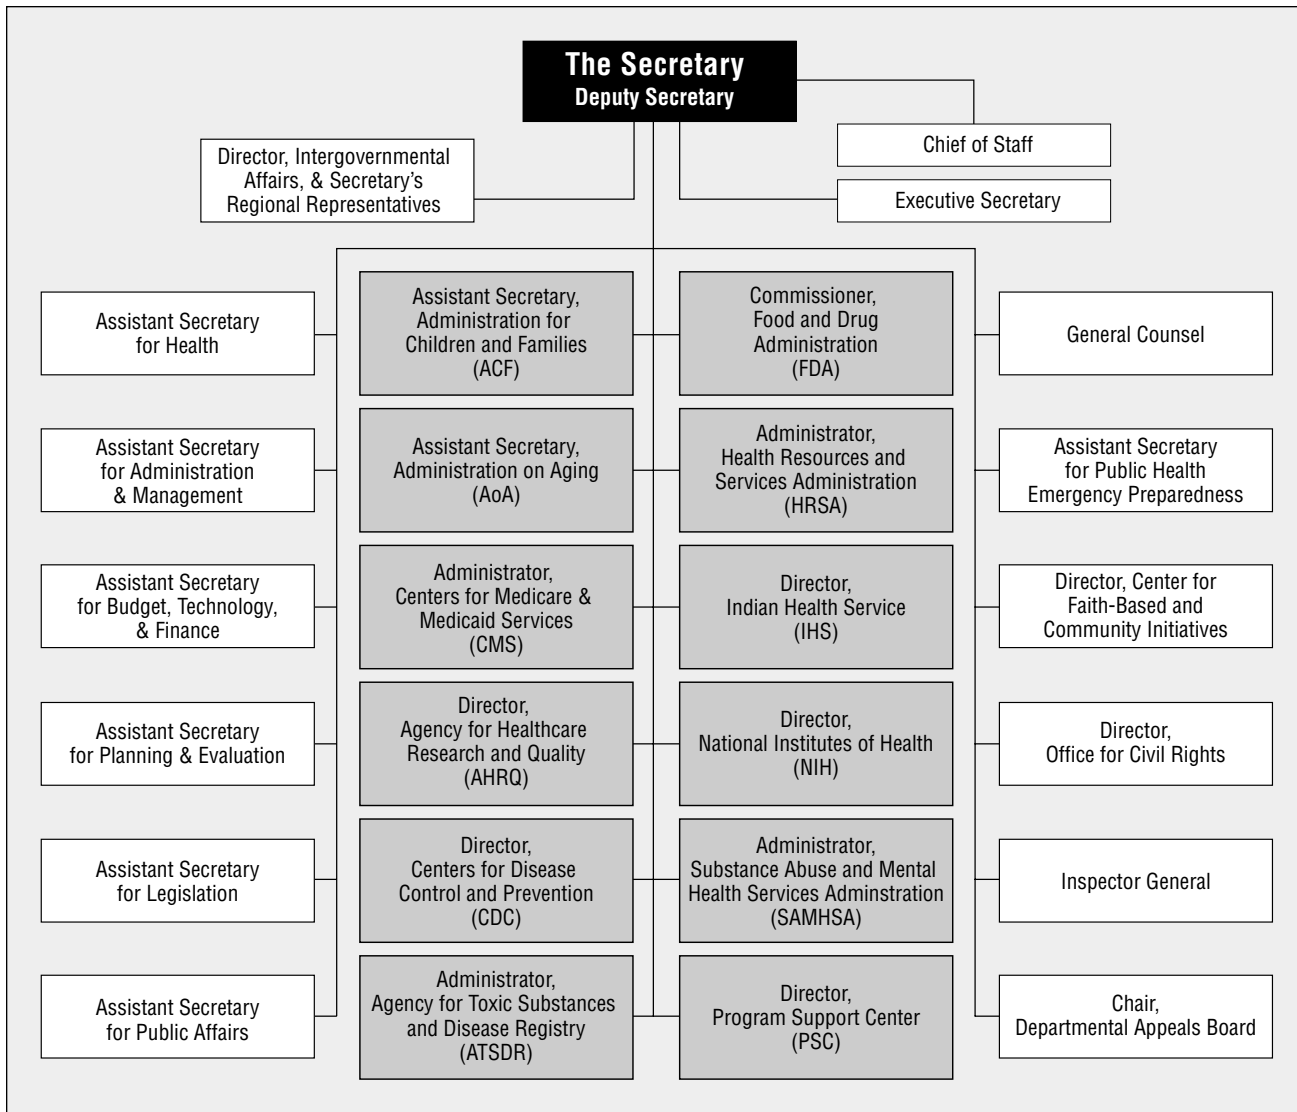 The Secretary
Deputy Secretary
Chief of Staff
Director, Intergovernmental
Affairs, & Secretary’s
Regional Representatives
Executive Secretary
Assistant Secretary
for Health
Assistant Secretary,
Administration for
Children and Families
(ACF)
Commissioner,
Food and Drug
Administration
(FDA)
General Counsel
Assistant Secretary
for Administration
& Management
Assistant Secretary,
Administration on Aging
(AoA)
Administrator,
Health Resources and
Services Administration
(HRSA)
Assistant Secretary
for Public Health
Emergency Preparedness
Assistant Secretary
for Budget, Technology,
& Finance
Administrator,
Centers for Medicare &
Medicaid Services
(CMS)
Director,
Indian Health Service
(IHS)
Director, Center for
Faith-Based and
Community Initiatives
Assistant Secretary
for Planning & Evaluation
Director,
Agency for Healthcare
Research and Quality
(AHRQ)
Director,
National Institutes of Health
(NIH)
Director,
Office for Civil Rights
Assistant Secretary
for Legislation
Director,
Centers for Disease
Control and Prevention
(CDC)
Administrator,
Substance Abuse and Mental
Health Services Adminstration
(SAMHSA)
Inspector General
Assistant Secretary
for Public Affairs
Administrator,
Agency for Toxic Substances
and Disease Registry
(ATSDR)
Director,
Program Support Center
(PSC)
Chair,
Departmental Appeals Board